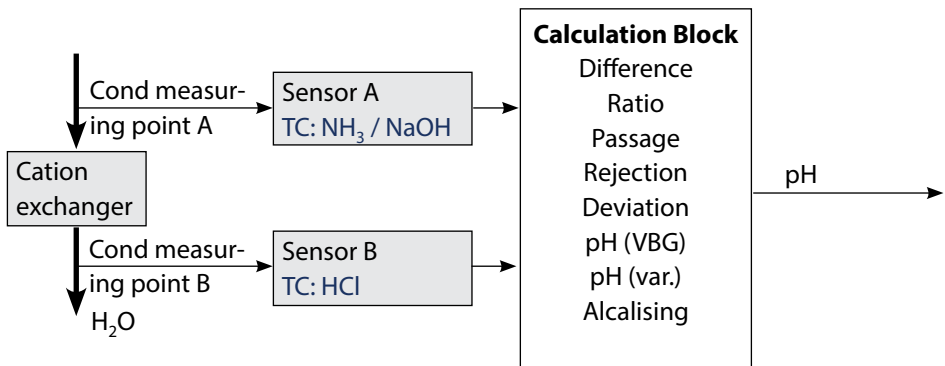 Cond measur-
ing point A
Sensor A
TC: NH₃ / NaOH
Cation
exchanger
Cond measur-
ing point B
Sensor B
TC: HCl
H₂O
Calculation Block
Difference
Ratio
Passage
Rejection
Deviation
pH (VBG)
pH (var.)
Alcalising
pH